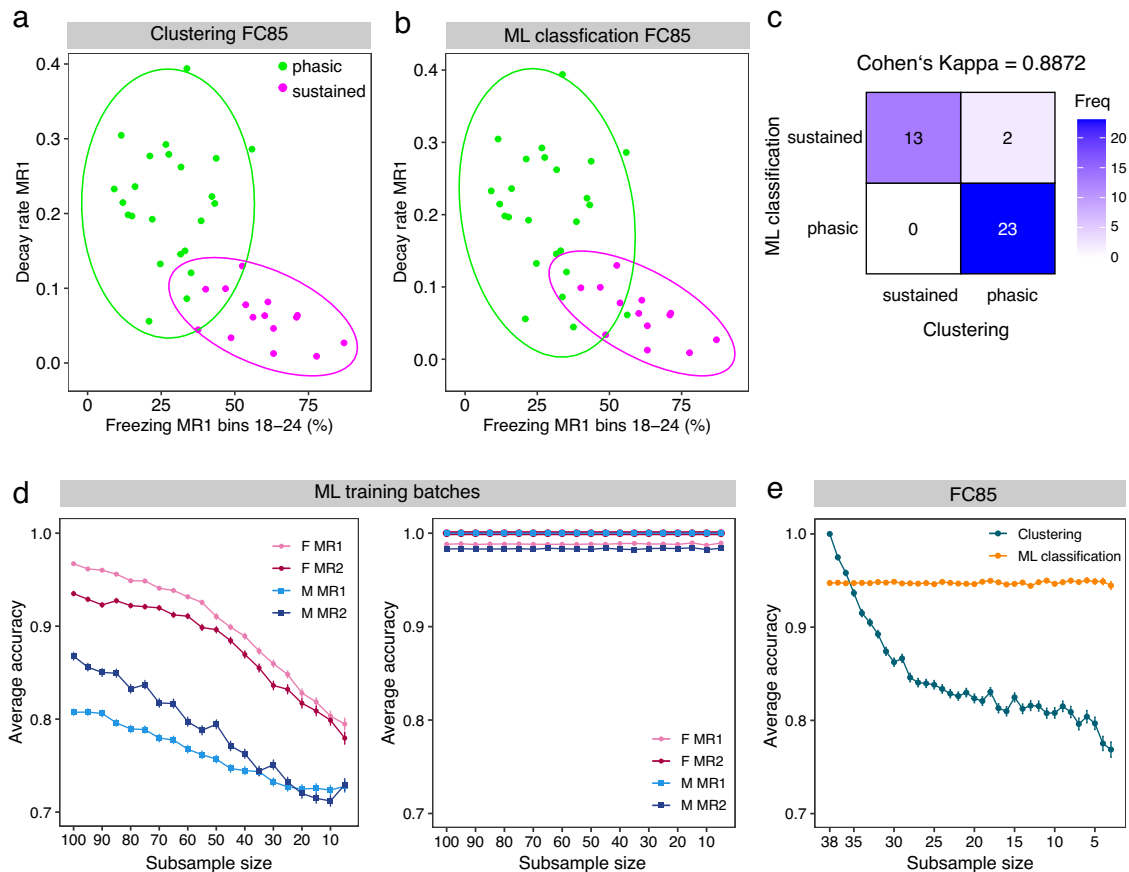 a
Clustering FC85
Decay rate MR1
0.4
0.3
0.2
0.1
0.0
phasic
sustained
0
25
50
75
Freezing MR1 bins 18–24 (%)
b
ML classfication FC85
Decay rate MR1
0.4
0.3
0.2
0.1
0.0
0
25
50
75
Freezing MR1 bins 18–24 (%)
c
Cohen‘s Kappa = 0.8872
ML classification
sustained
phasic
13
2
0
23
sustained
phasic
Clustering
Freq
20
15
10
5
0
d
ML training batches
Average accuracy
1.0
0.9
0.8
0.7
F MR1
F MR2
M MR1
M MR2
100 90 80 70 60 50 40 30 20 10
Subsample size
Average accuracy
1.0
0.9
0.8
0.7
F MR1
F MR2
M MR1
M MR2
100 90 80 70 60 50 40 30 20 10
Subsample size
e
FC85
Average accuracy
1.0
0.9
0.8
0.7
Clustering
ML classification
38 35 30 25 20 15 10 5
Subsample size